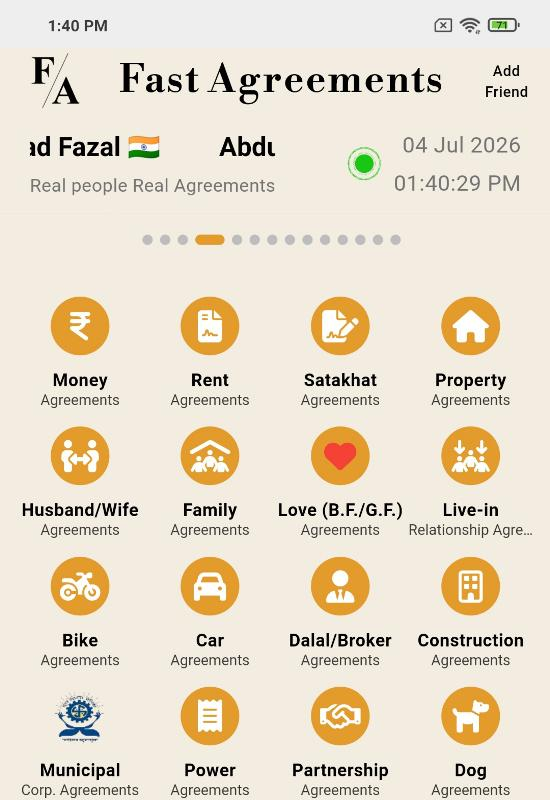 1:40 PM
71
F/A
Fast Agreements
Add
Friend
ad Fazal 🇮🇳 Abdu
04 Jul 2026
Real people Real Agreements
01:40:29 PM
Money Rent Satakhat Property
Agreements Agreements Agreements Agreements
Husband/Wife Family Love (B.F./G.F.) Live-in
Agreements Agreements Agreements Relationship Agre...
Bike Car Dalal/Broker Construction
Agreements Agreements Agreements Agreements
Municipal Power Partnership Dog
Corp. Agreements Agreements Agreements Agreements